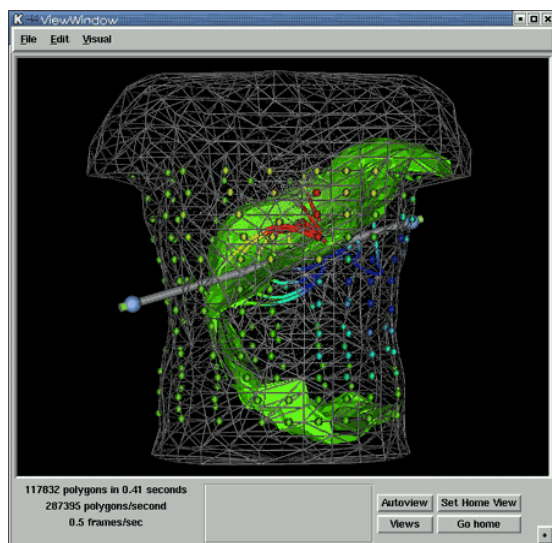 ViewWindow
File Edit Visual
117832 polygons in 0.41 seconds
287395 polygons/second
0.5 frames/sec
Autoview Set Home View
Views Go home